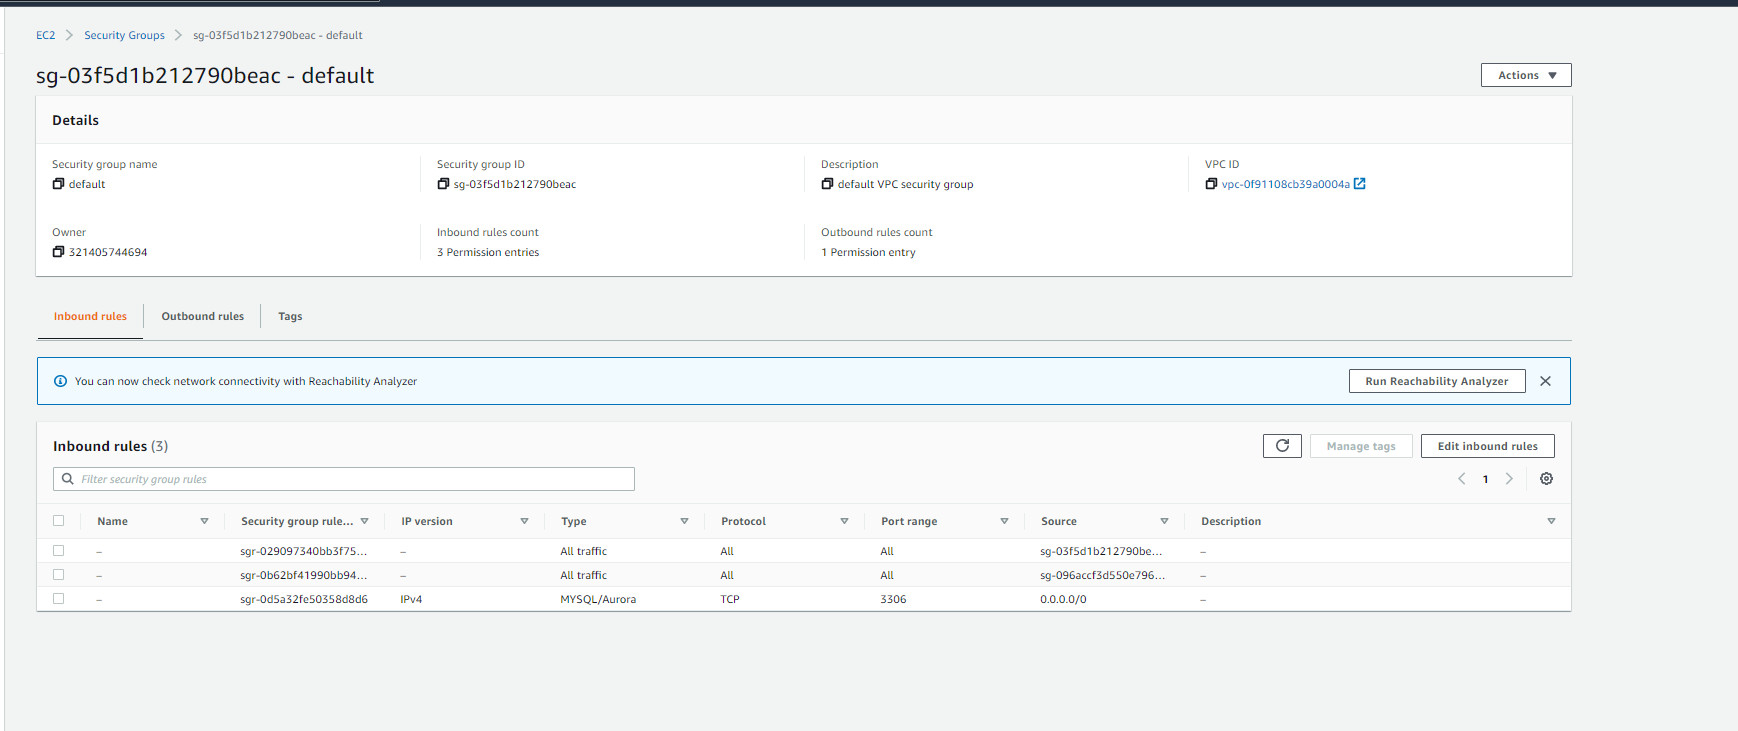 EC2 > Security Groups > sg-03f5d1b212790beac - default
sg-03f5d1b212790beac - default
Actions
Details
Security group name Security group ID Description VPC ID
default sg-03f5d1b212790beac default VPC security group vpc-0f91108cb39a0004a
Owner Inbound rules count Outbound rules count
321405744694 3 Permission entries 1 Permission entry
Inbound rules Outbound rules Tags
You can now check network connectivity with Reachability Analyzer Run Reachability Analyzer
Inbound rules (3) Manage tags Edit inbound rules
Filter security group rules 1
Name Security group rule... IP version Type Protocol Port range Source Description
– sgr-029097340bb3f75... – All traffic All All sg-03f5d1b212790be... –
– sgr-0b62bf41990bb94... – All traffic All All sg-096accf3d550e796... –
– sgr-0d5a32fe50358d8d6 IPv4 MYSQL/Aurora TCP 3306 0.0.0.0/0 –